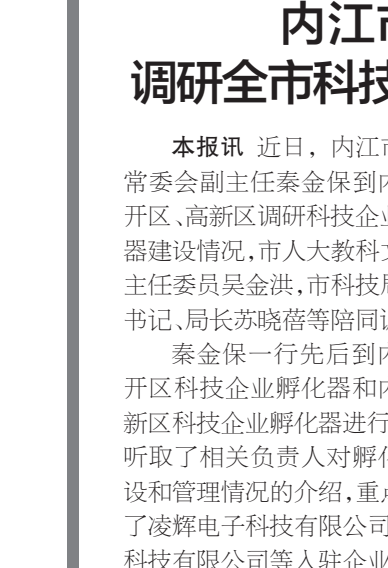 内江市
调研全市科技
本报讯 近日，内江市
常委会副主任秦金保到内
开区、高新区调研科技企业
器建设情况，市人大教科文
主任委员吴金洪，市科技局
书记、局长苏晓蓓等陪同调
秦金保一行先后到内
开区科技企业孵化器和内
新区科技企业孵化器进行
听取了相关负责人对孵化
设和管理情况的介绍，重点
了凌辉电子科技有限公司
科技有限公司等入驻企业